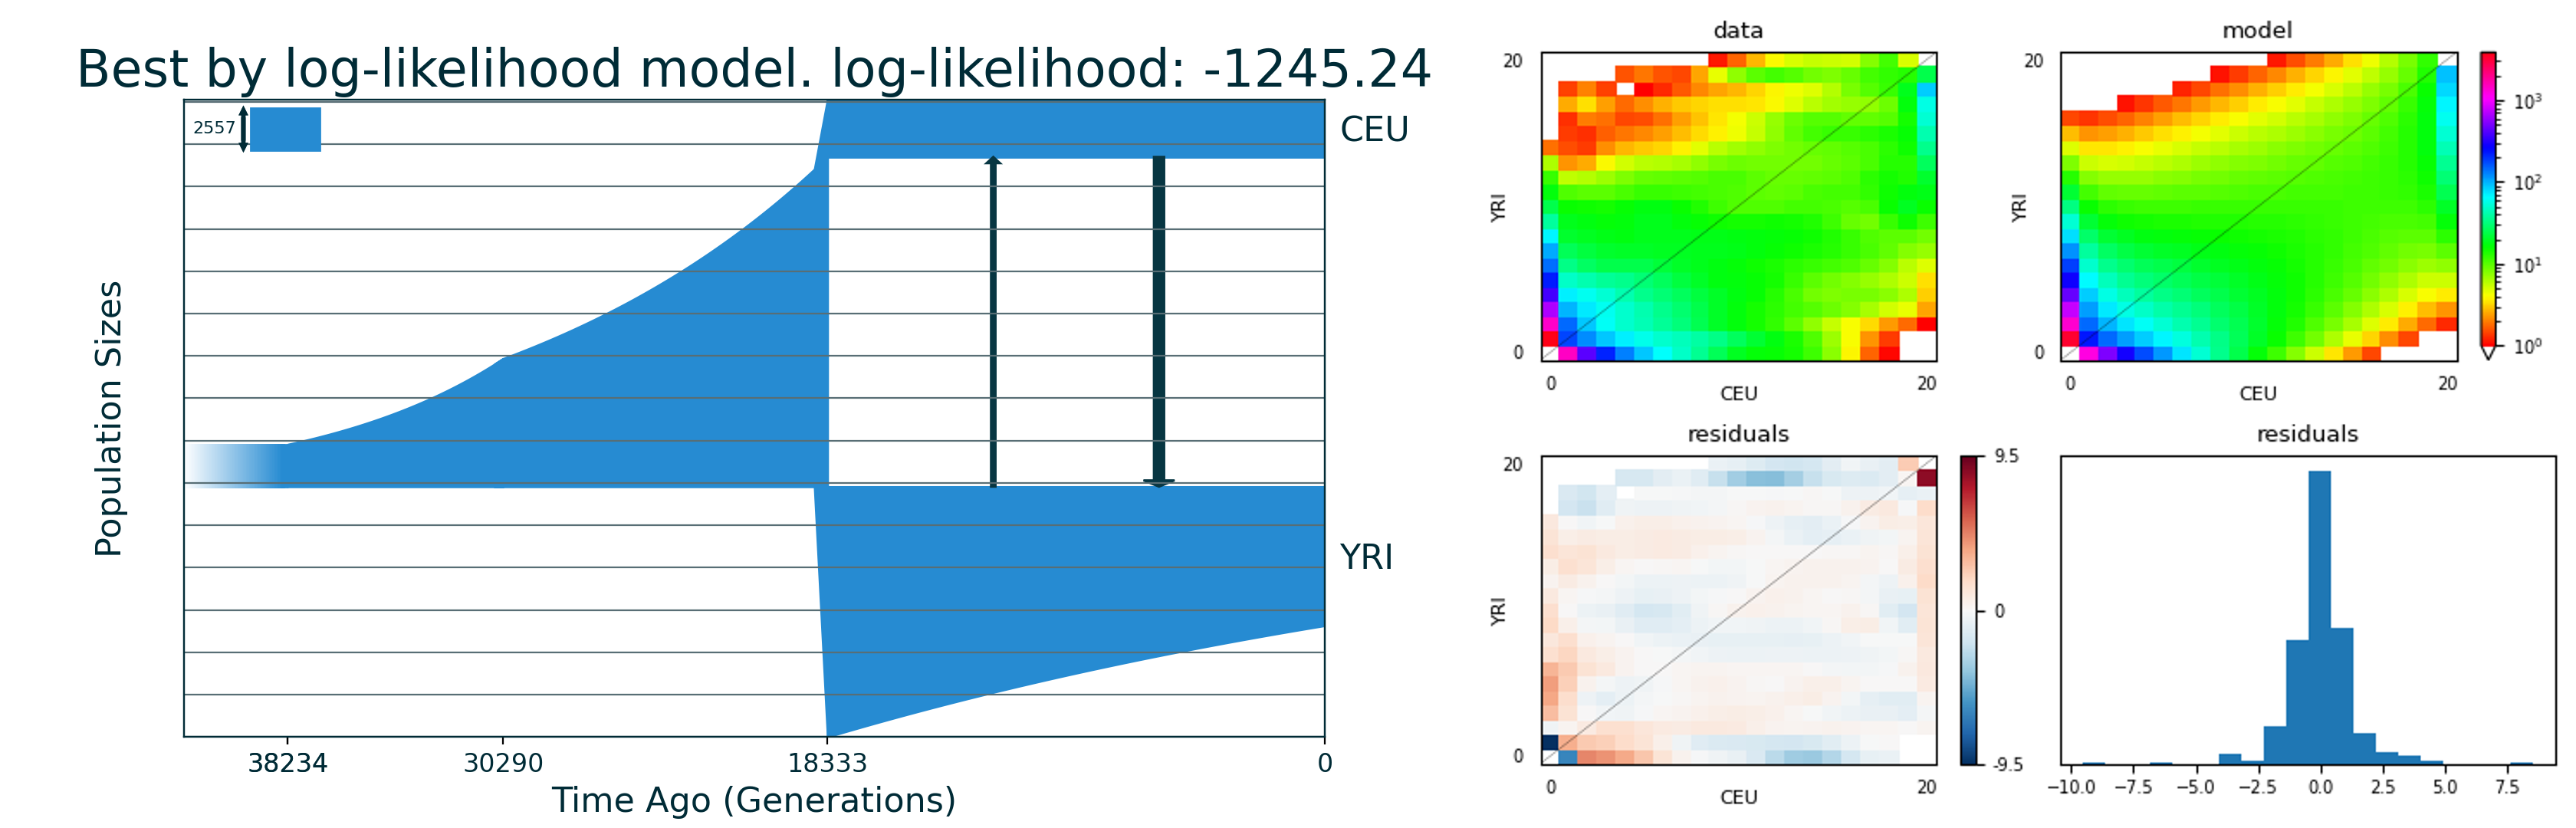 Best by log-likelihood model. log-likelihood: -1245.24
2557
CEU
YRI
Population Sizes
38234 30290 18333 0
Time Ago (Generations)
data
20
YRI
0
0 20
CEU
model
20
YRI
0
0 20
CEU
10³
10²
10¹
10⁰
residuals
20
YRI
0
0 20
CEU
9.5
0
-9.5
residuals
−10.0 −7.5 −5.0 −2.5 0.0 2.5 5.0 7.5